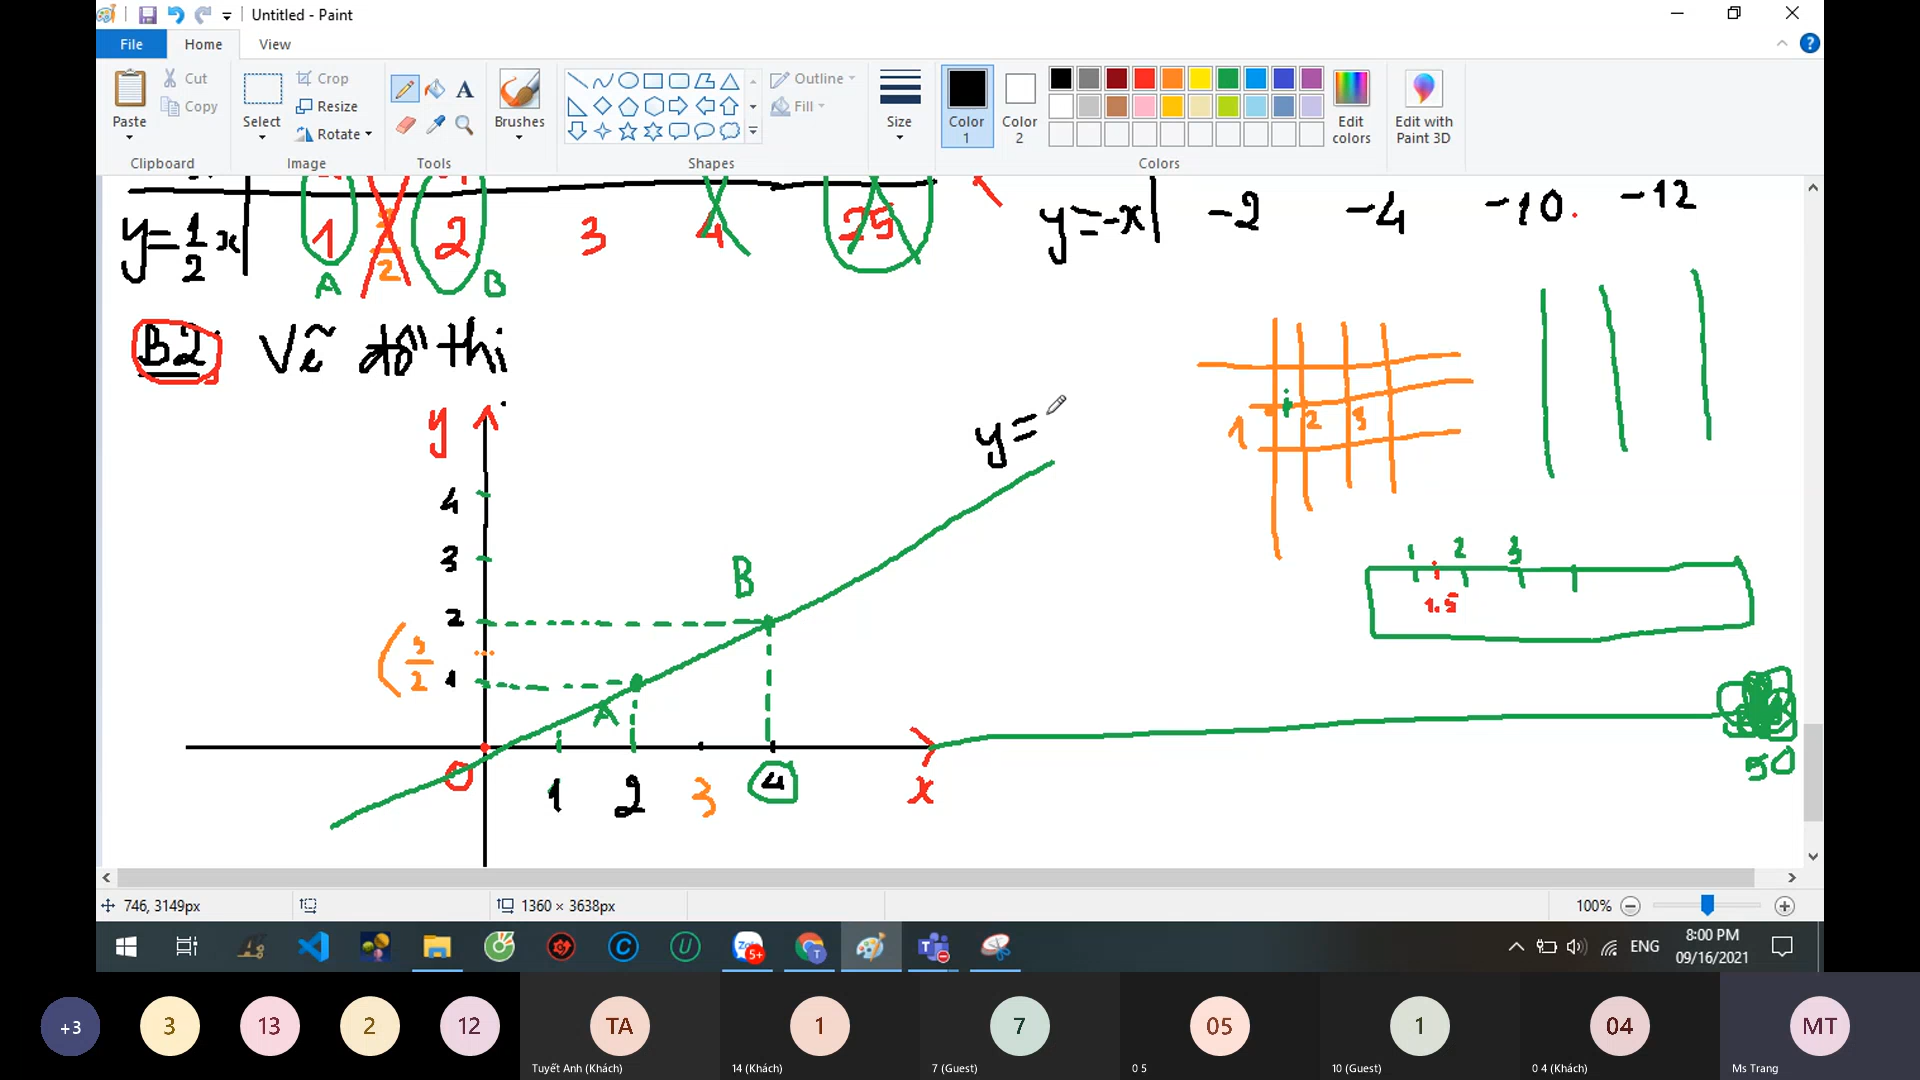 Untitled - Paint
File Home View
Paste Cut Copy Clipboard
Select Crop Resize Rotate Image
Tools
Brushes
Outline Fill Shapes
Size
Color 1
Color 2
Edit colors
Edit with Paint 3D
Colors
y=1/2 x 1 2 3 4 25
A B
y=-x -2 -4 -10. -12
B2 Vẽ đồ thị
y
y=
4
3
2
3/2
1
B
A
O 1 2 3 4 x
50
1 2 3
1 2 3
1.5
746, 3149px
1360 × 3638px
100%
ENG
8:00 PM
09/16/2021
+3 3 13 2 12 TA 1 7 05 1 04 MT
Tuyết Anh (Khách) 14 (Khách) 7 (Guest) 0 5 10 (Guest) 0 4 (Khách) Ms Trang